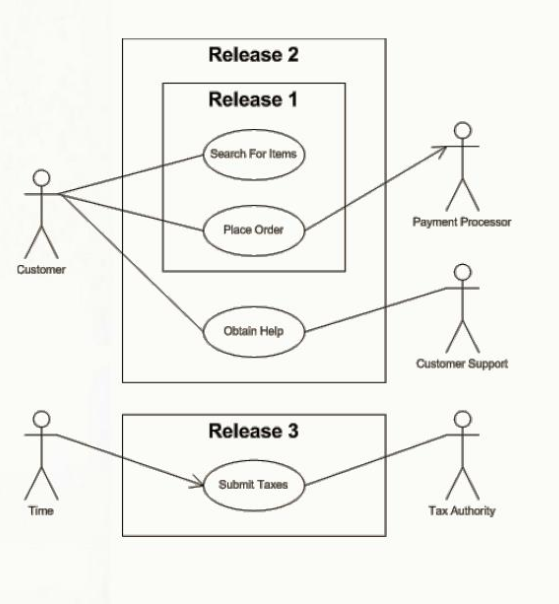 Release 2
Release 1
Search For Items
Place Order
Payment Processor
Customer
Obtain Help
Customer Support
Release 3
Submit Taxes
Time
Tax Authority